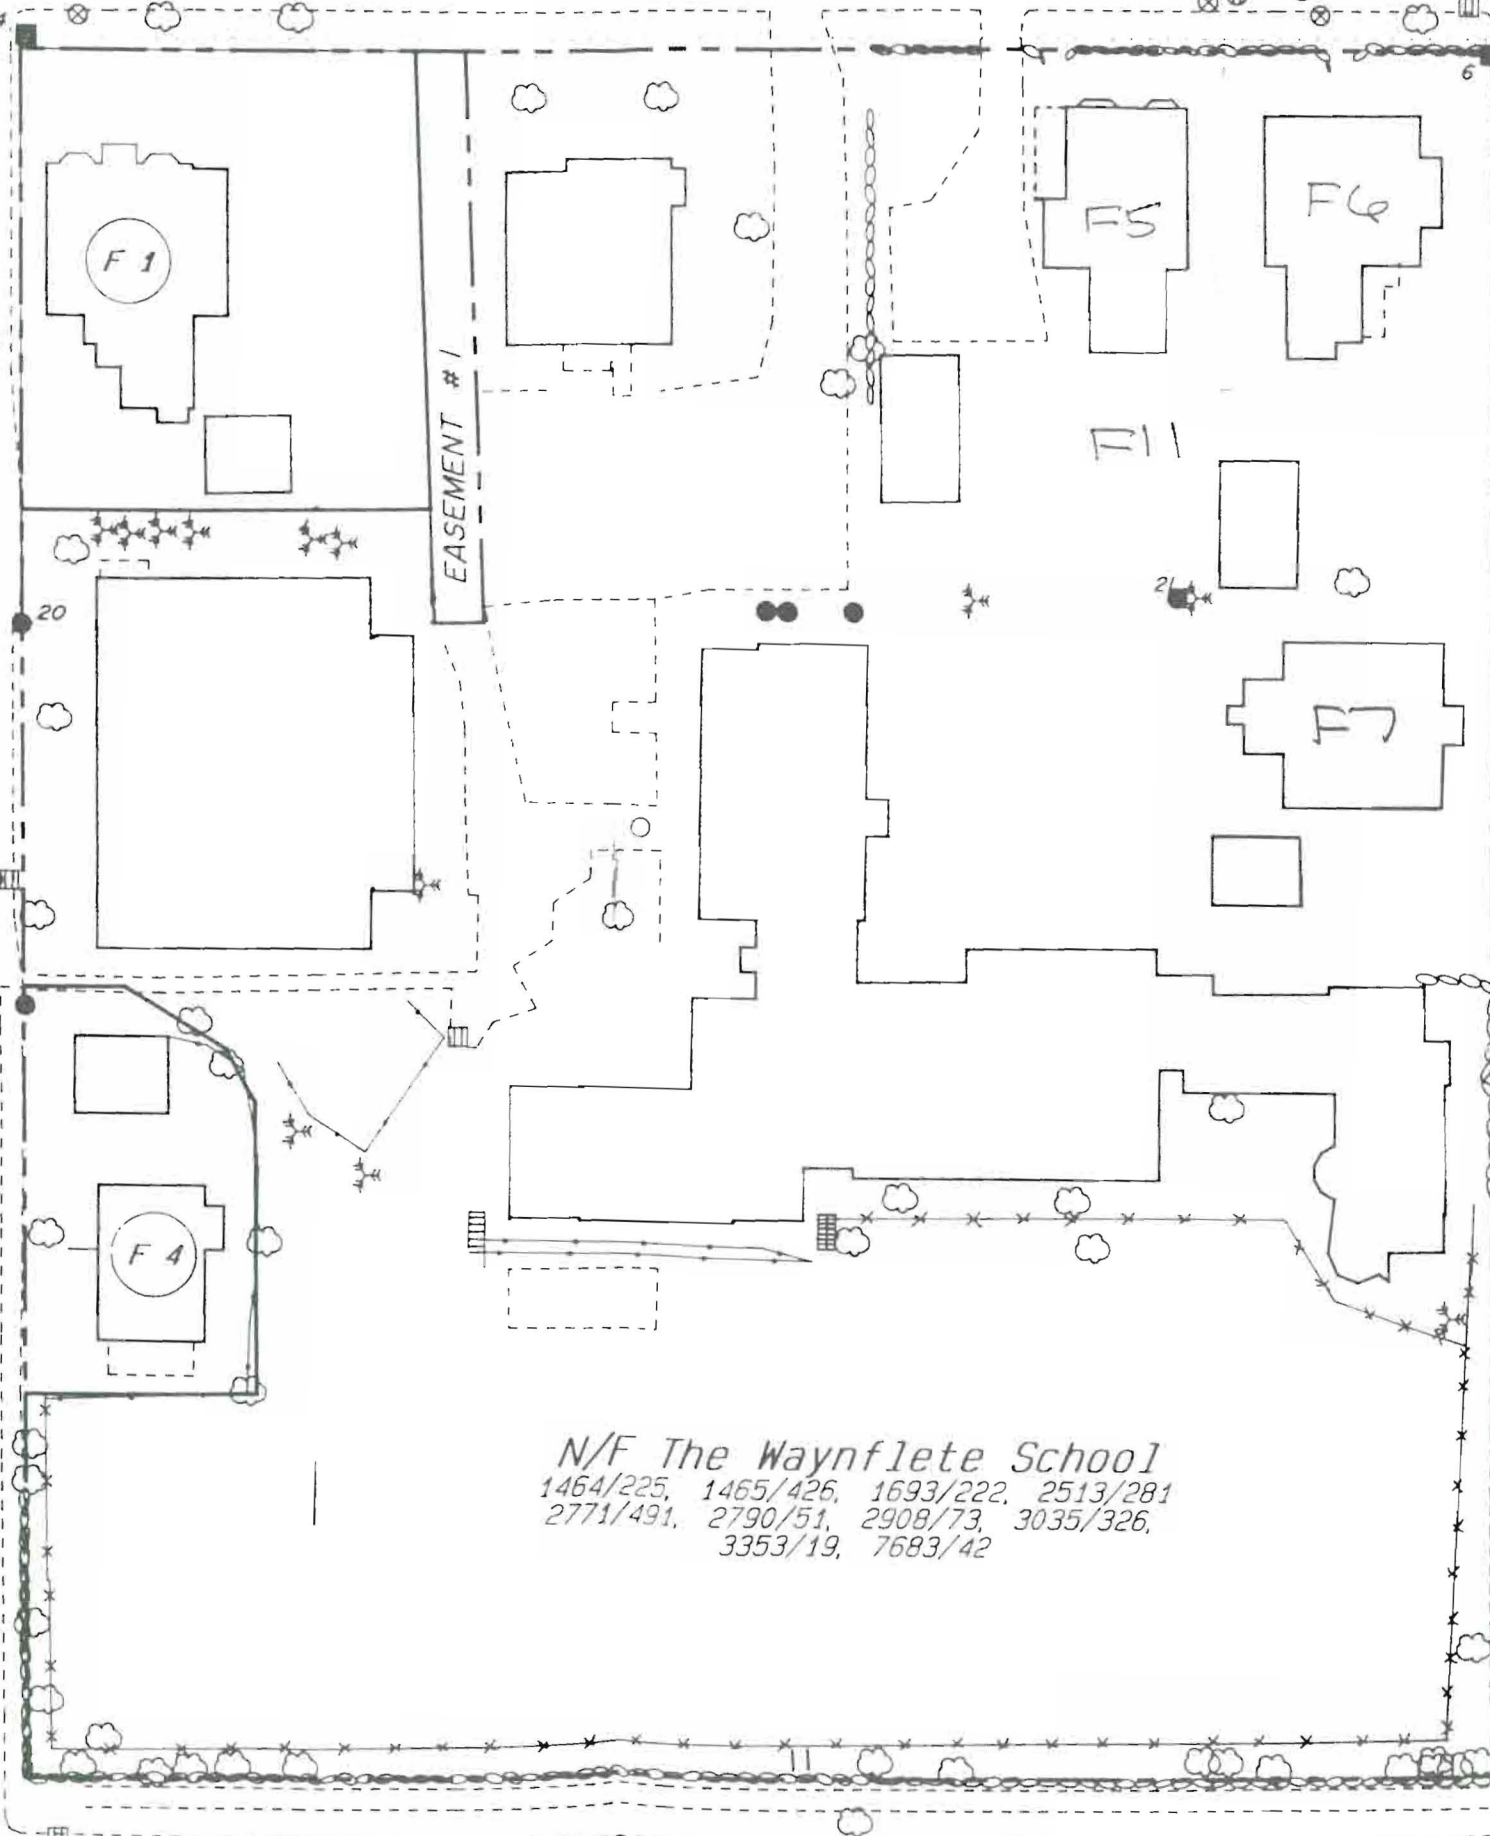 6
F5
F6
F 1
EASEMENT #1
F11
20
2
F7
F 4
N/F The Waynflete School
1464/225, 1465/426, 1693/222, 2513/281
2771/491, 2790/51, 2908/73, 3035/326,
3353/19, 7683/42